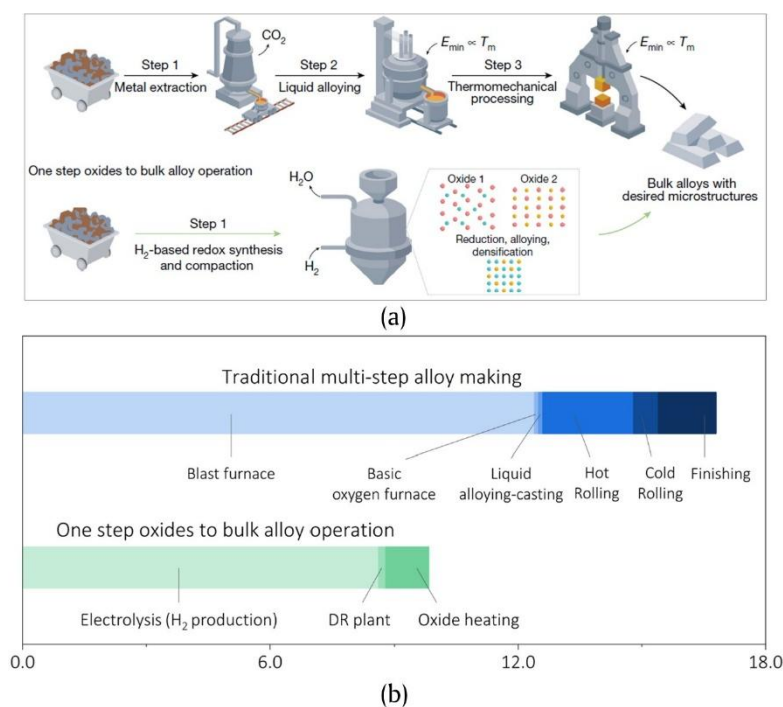 Step 1
Metal extraction
CO₂
Step 2
Liquid alloying
Eₘᵢₙ ∝ Tₘ
Step 3
Thermomechanical
processing
Eₘᵢₙ ∝ Tₘ
Bulk alloys with
desired microstructures
One step oxides to bulk alloy operation
Step 1
H₂-based redox synthesis
and compaction
H₂O
H₂
Oxide 1
Oxide 2
Reduction, alloying,
densification
(a)
Traditional multi-step alloy making
Blast furnace
Basic
oxygen furnace
Liquid
alloying-casting
Hot
Rolling
Cold
Rolling
Finishing
One step oxides to bulk alloy operation
Electrolysis (H₂ production)
DR plant
Oxide heating
0.0
6.0
12.0
18.0
(b)